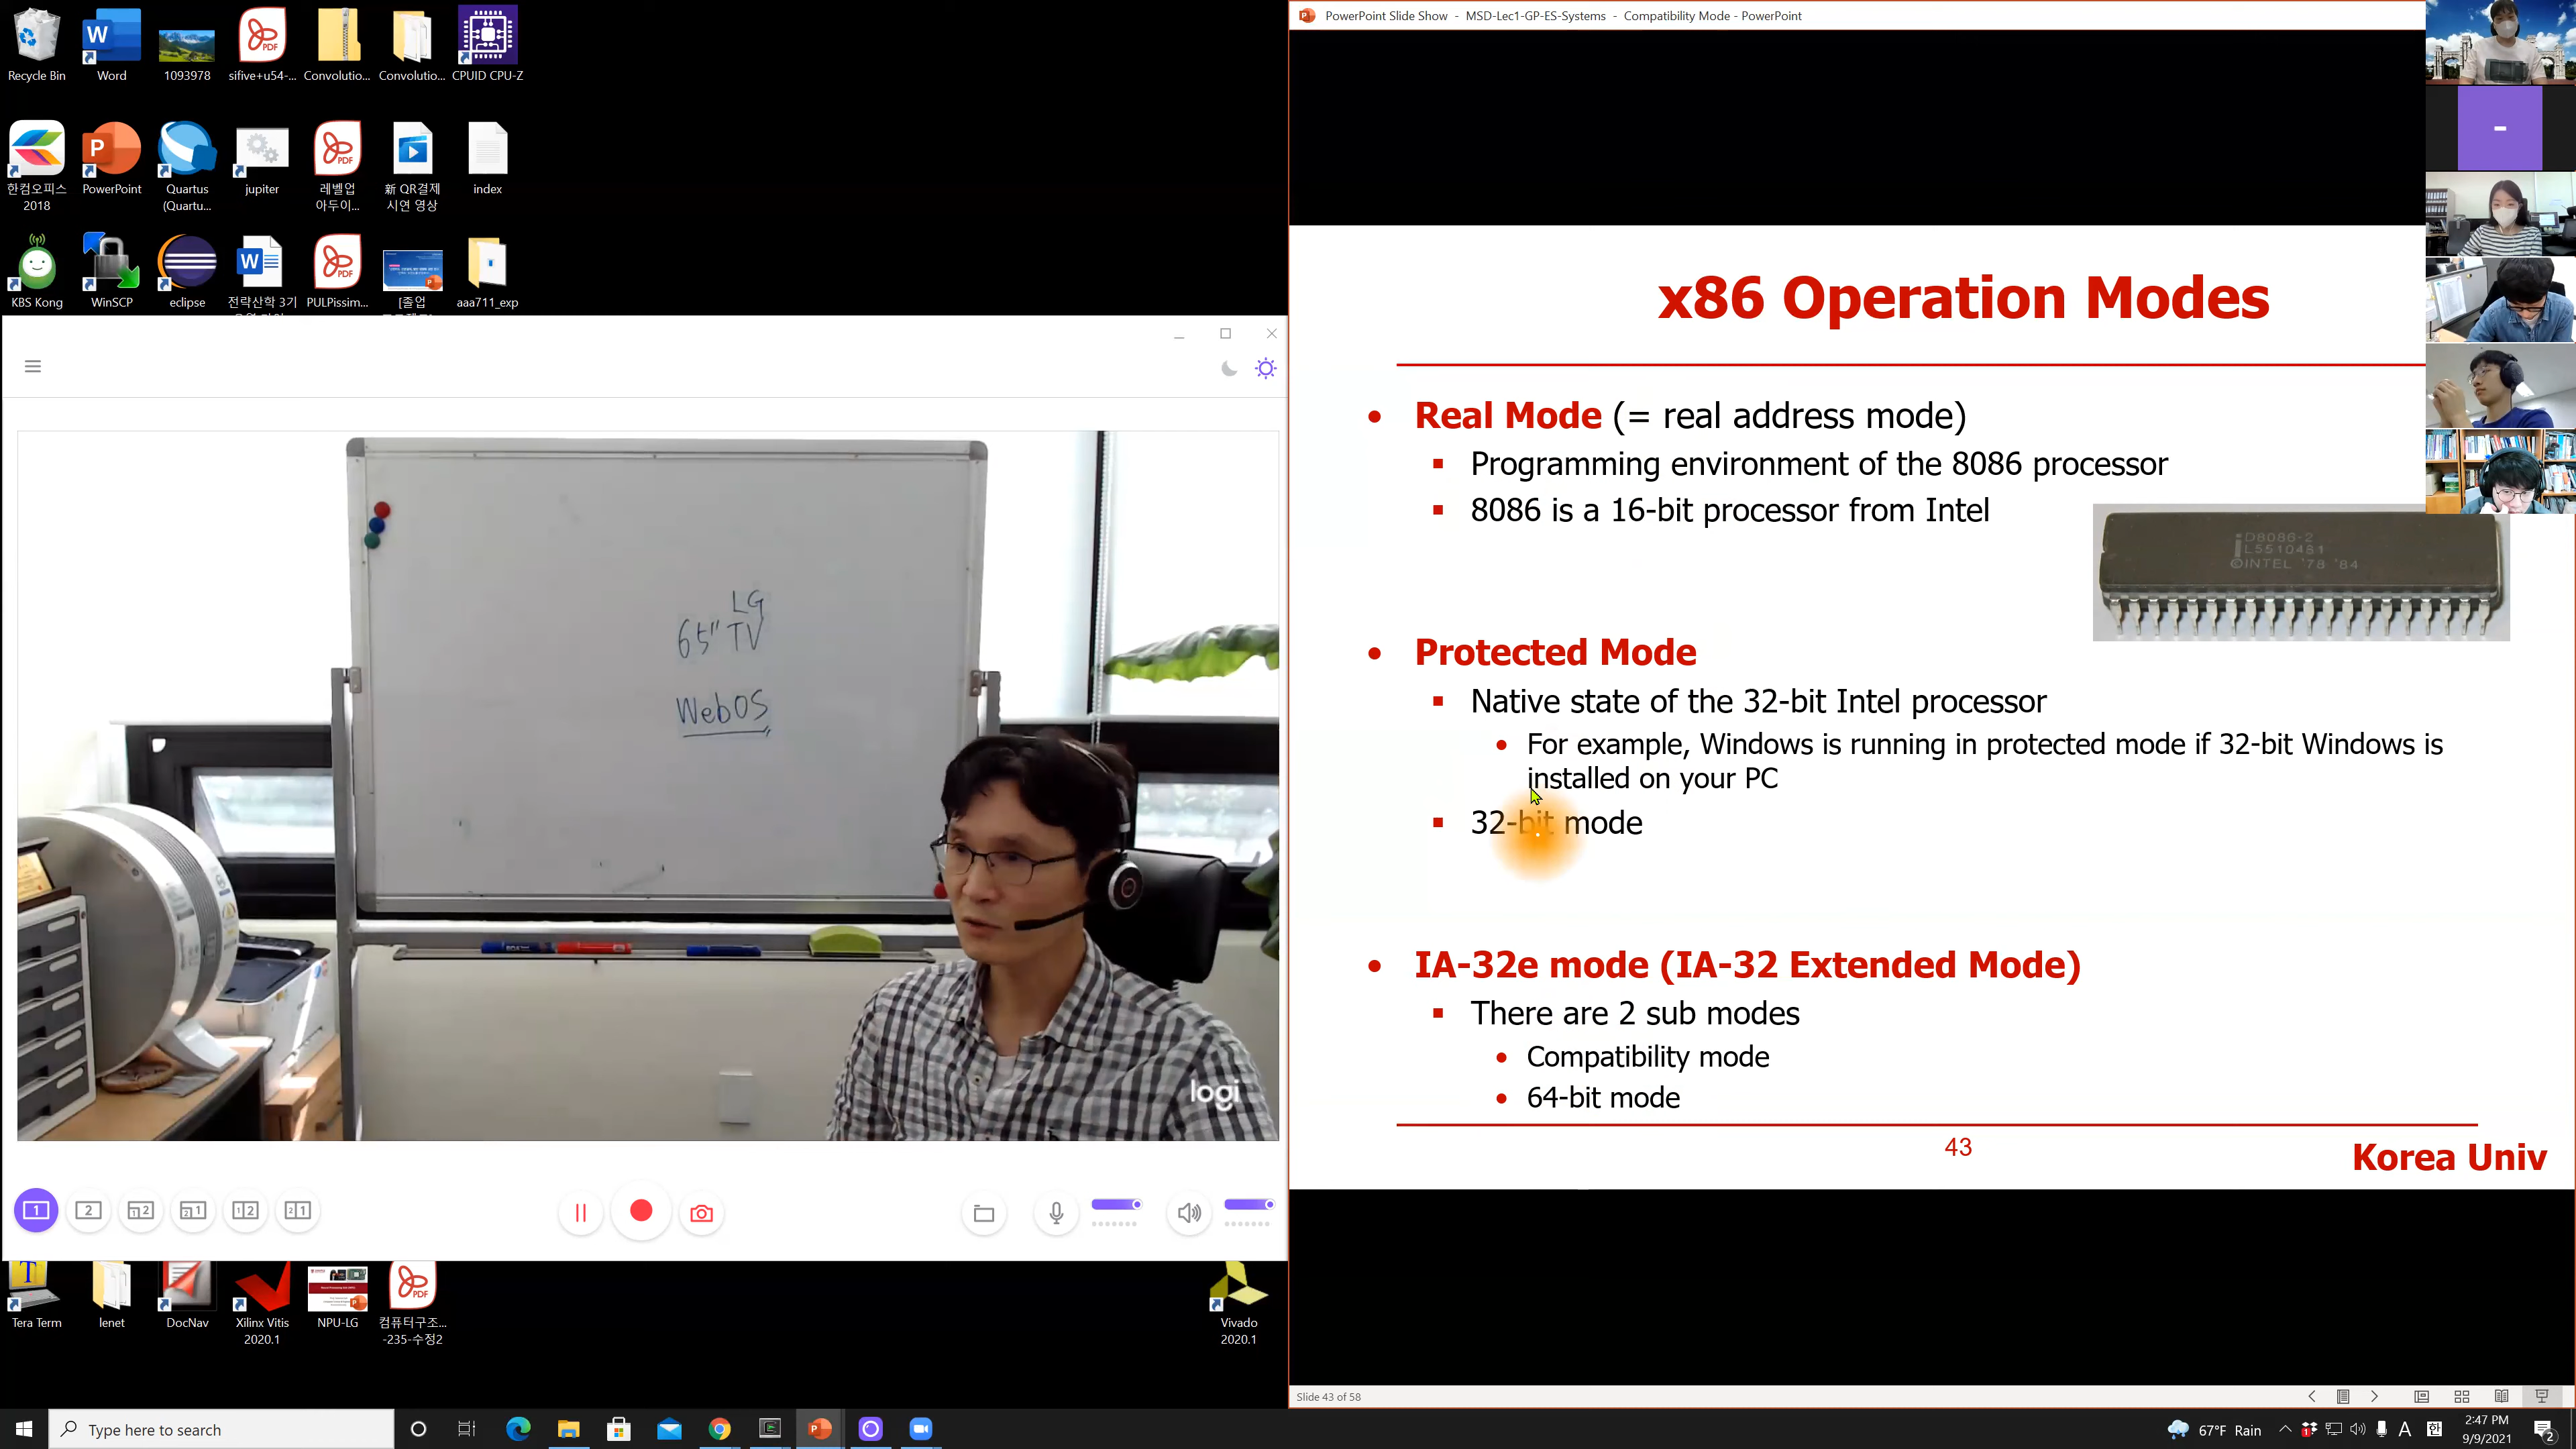 Recycle Bin
Word
1093978
sifive+u54-...
Convolutio...
Convolutio...
CPUID CPU-Z
한컴오피스
2018
PowerPoint
Quartus
(Quartu...
jupiter
레벨업
아두이...
新 QR결제
시연 영상
index
KBS Kong
WinSCP
eclipse
전략산학 3기
PULPissim...
[졸업
aaa711_exp
LG
65" TV
WebOS
logi
Tera Term
lenet
DocNav
Xilinx Vitis
2020.1
NPU-LG
컴퓨터구조...
-235-수정2
Vivado
2020.1
PowerPoint Slide Show - MSD-Lec1-GP-ES-Systems - Compatibility Mode - PowerPoint
x86 Operation Modes
• Real Mode (= real address mode)
▪ Programming environment of the 8086 processor
▪ 8086 is a 16-bit processor from Intel
D8086-2
L5510481
©INTEL '78 '84
• Protected Mode
▪ Native state of the 32-bit Intel processor
• For example, Windows is running in protected mode if 32-bit Windows is
installed on your PC
▪ 32-bit mode
• IA-32e mode (IA-32 Extended Mode)
▪ There are 2 sub modes
• Compatibility mode
• 64-bit mode
43
Korea Univ
Slide 43 of 58
Type here to search
67°F Rain
A
한
2:47 PM
9/9/2021
2